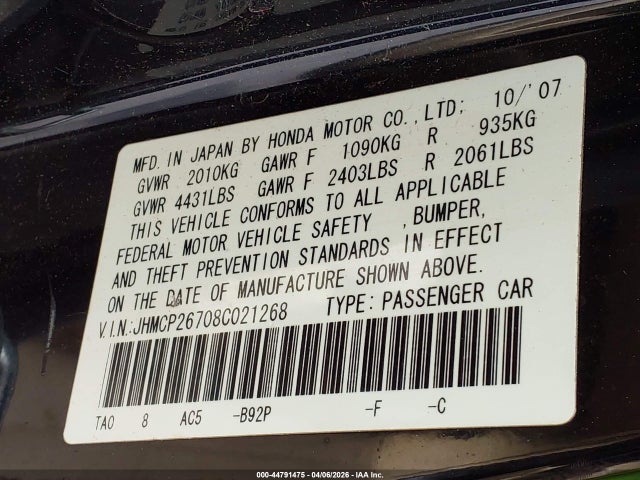 MFD. IN JAPAN BY HONDA MOTOR CO.,LTD; 10/'07
GVWR 2010KG GAWR F 1090KG R 935KG
GVWR 4431LBS GAWR F 2403LBS R 2061LBS
THIS VEHICLE CONFORMS TO ALL APPLICABLE
FEDERAL MOTOR VEHICLE SAFETY ,BUMPER,
AND THEFT PREVENTION STANDARDS IN EFFECT
ON THE DATE OF MANUFACTURE SHOWN ABOVE.
V.I.N.:JHMCP26708C021268 TYPE: PASSENGER CAR
TA0 8 AC5 -B92P -F -C
000-44791475 - 04/06/2026 - IAA Inc.